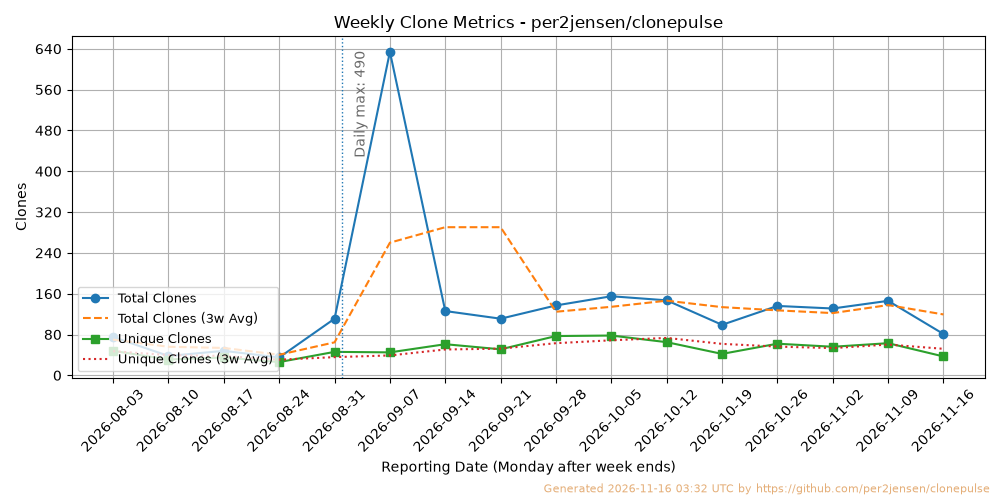 Weekly Clone Metrics - per2jensen/clonepulse
Clones
640
560
480
400
320
240
160
80
0
Daily max: 490
Total Clones
Total Clones (3w Avg)
Unique Clones
Unique Clones (3w Avg)
2026-08-03
2026-08-10
2026-08-17
2026-08-24
2026-08-31
2026-09-07
2026-09-14
2026-09-21
2026-09-28
2026-10-05
2026-10-12
2026-10-19
2026-10-26
2026-11-02
2026-11-09
2026-11-16
Reporting Date (Monday after week ends)
Generated 2026-11-16 03:32 UTC by https://github.com/per2jensen/clonepulse